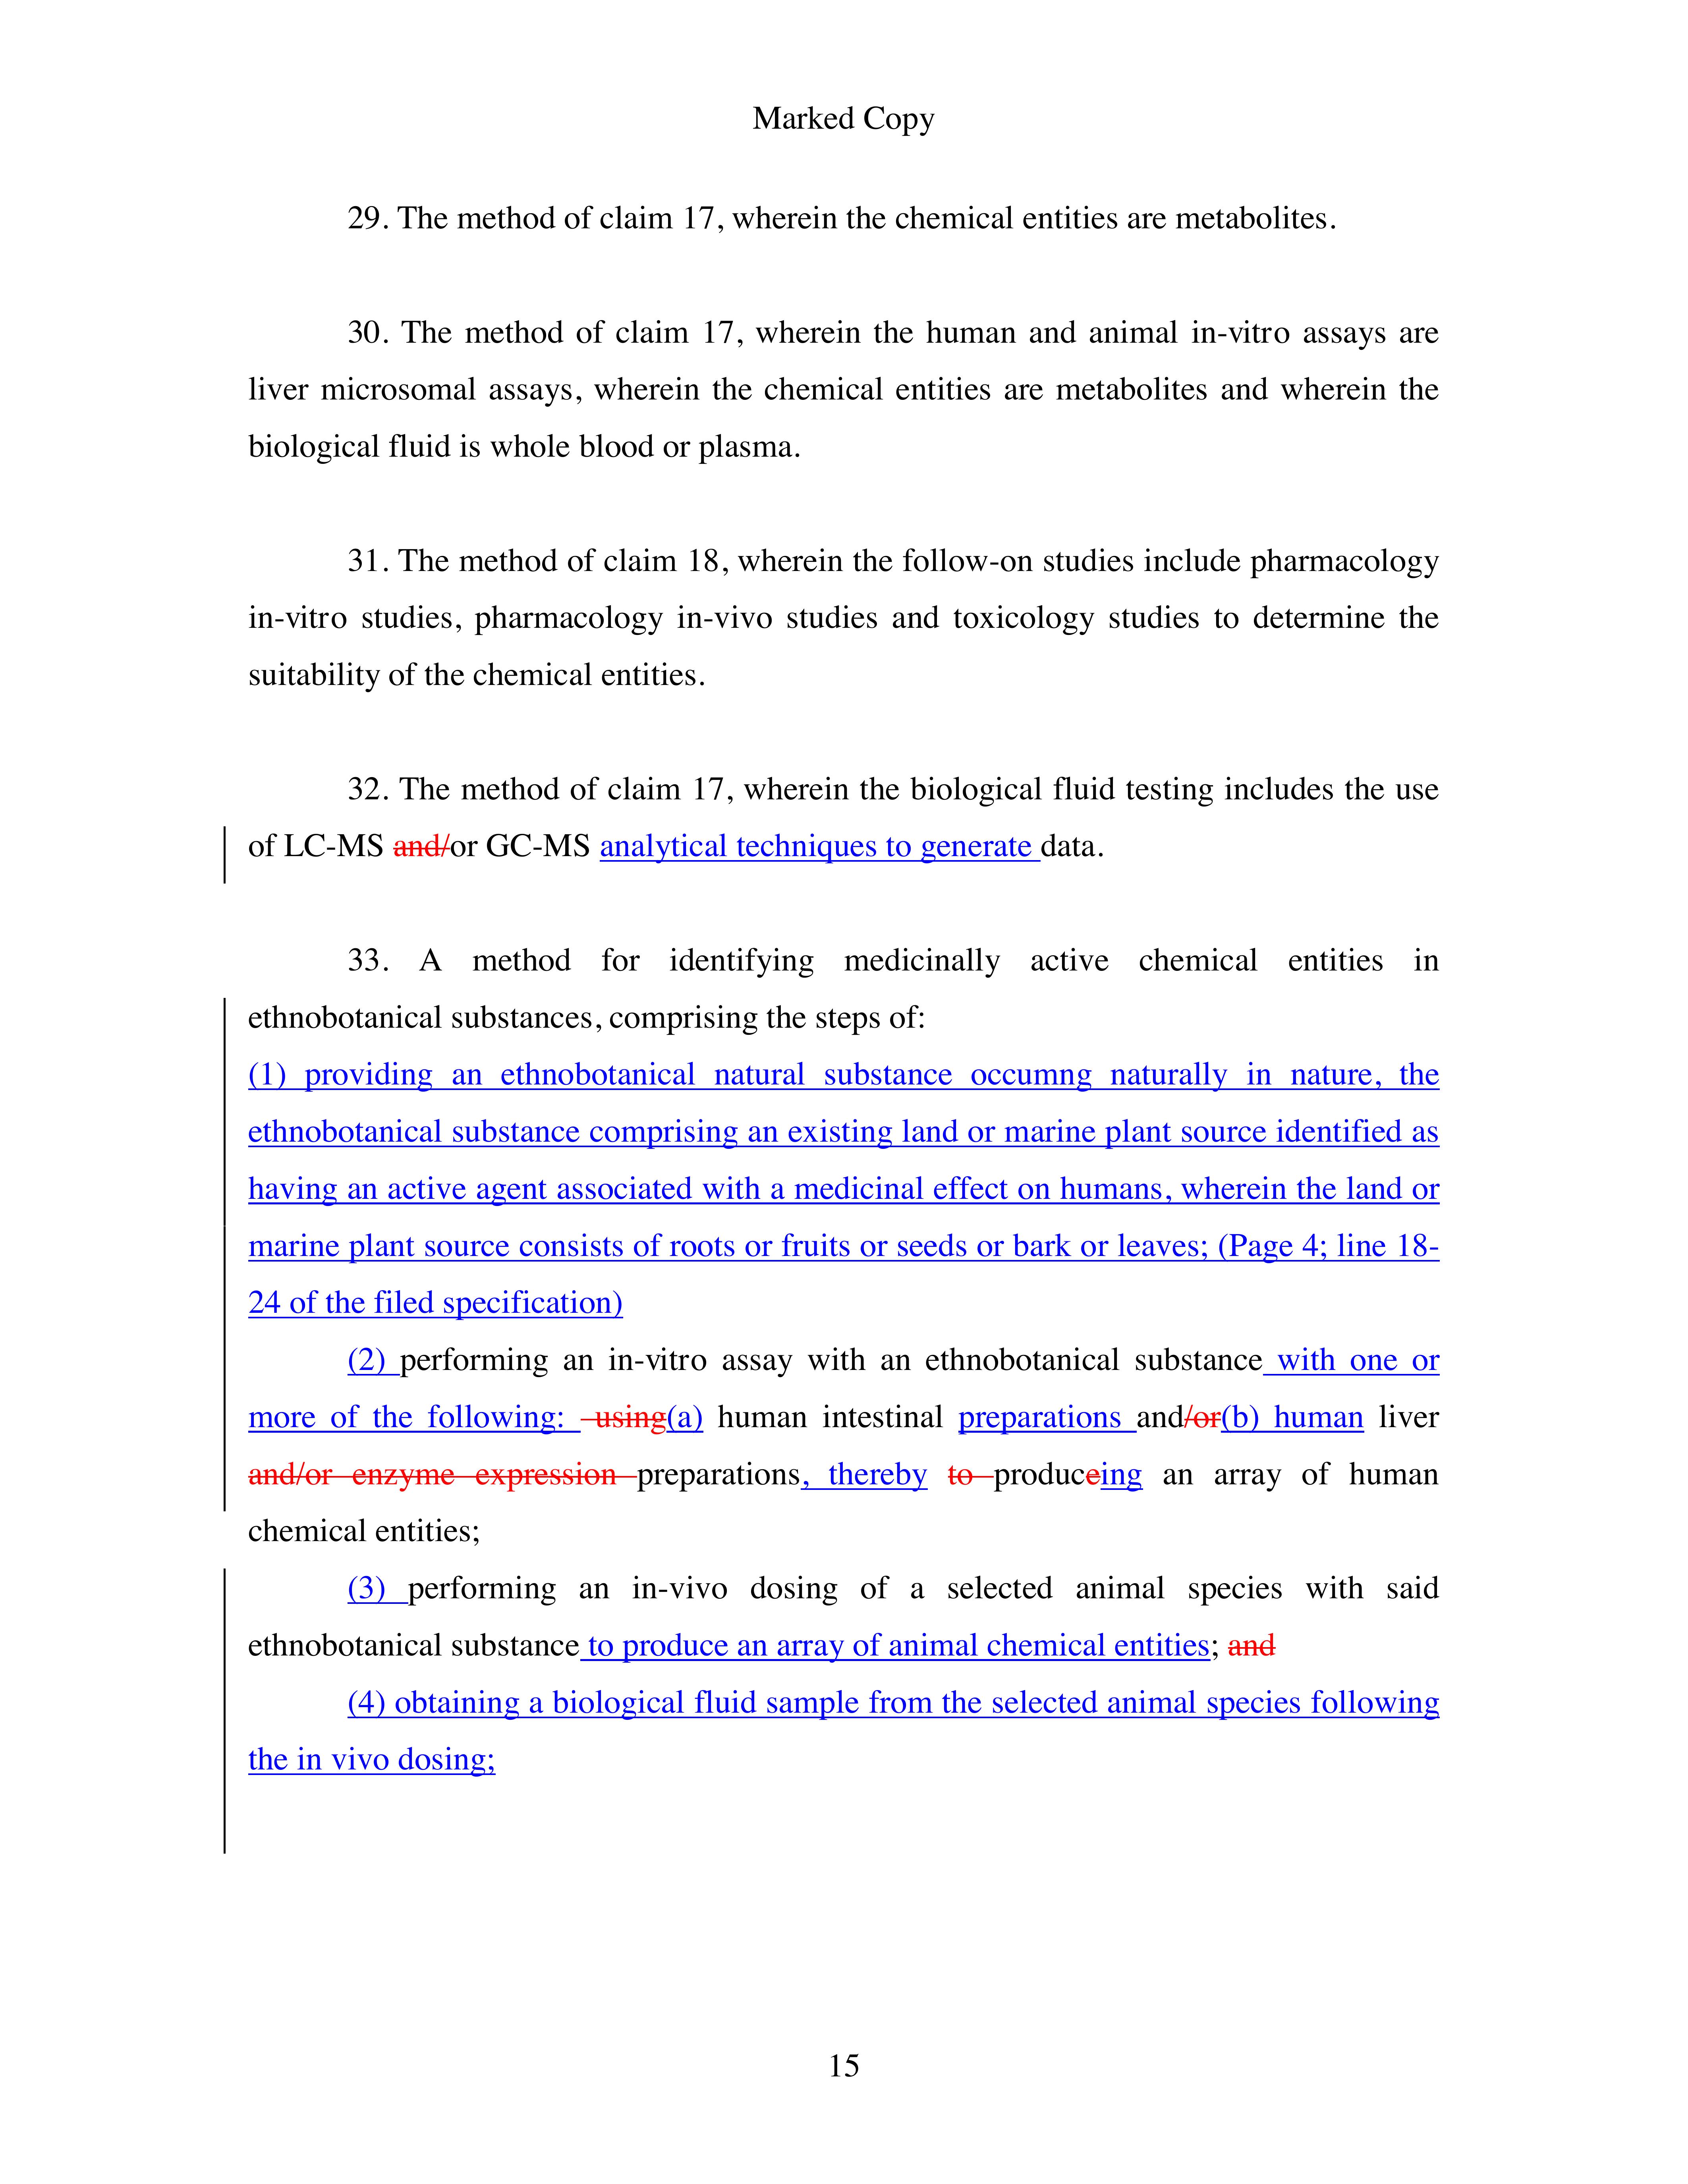 Marked Copy
29. The method of claim 17, wherein the chemical entities are metabolites.
30. The method of claim 17, wherein the human and animal in-vitro assays are
liver microsomal assays, wherein the chemical entities are metabolites and wherein the
biological fluid is whole blood or plasma.
31. The method of claim 18, wherein the follow-on studies include pharmacology
in-vitro studies, pharmacology in-vivo studies and toxicology studies to determine the
suitability of the chemical entities.
32. The method of claim 17, wherein the biological fluid testing includes the use
of LC-MS and/or GC-MS analytical techniques to generate data.
33. A method for identifying medicinally active chemical entities in
ethnobotanical substances, comprising the steps of:
(1) providing an ethnobotanical natural substance occumng naturally in nature, the
ethnobotanical substance comprising an existing land or marine plant source identified as
having an active agent associated with a medicinal effect on humans, wherein the land or
marine plant source consists of roots or fruits or seeds or bark or leaves; (Page 4; line 18-
24 of the filed specification)
(2) performing an in-vitro assay with an ethnobotanical substance with one or
more of the following: using(a) human intestinal preparations and/or(b) human liver
and/or enzyme expression preparations, thereby to produceing an array of human
chemical entities;
(3) performing an in-vivo dosing of a selected animal species with said
ethnobotanical substance to produce an array of animal chemical entities; and
(4) obtaining a biological fluid sample from the selected animal species following
the in vivo dosing;
15